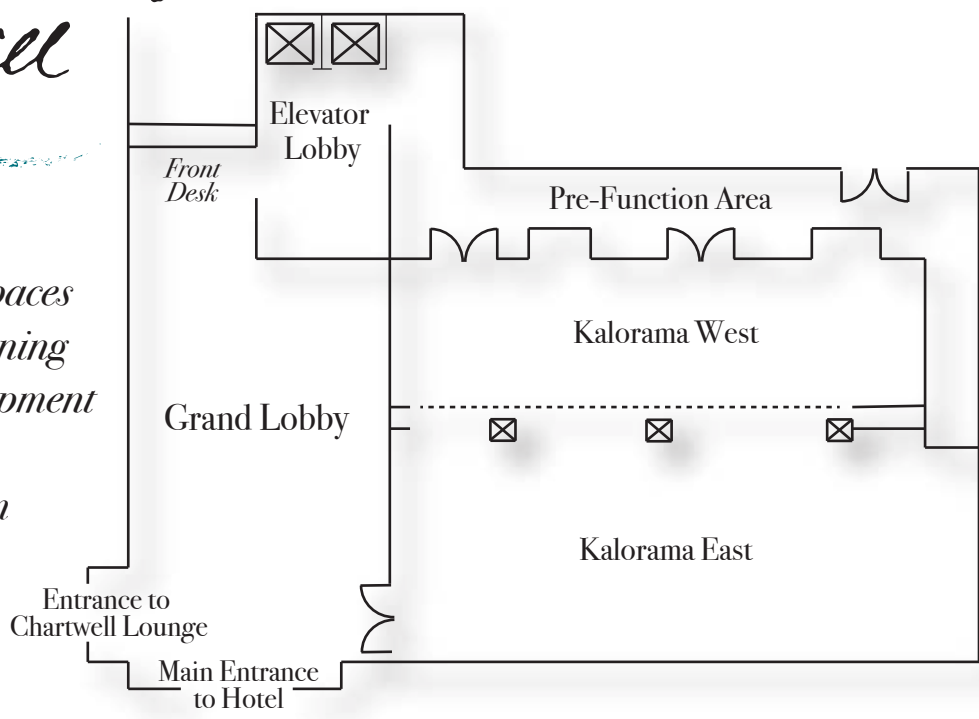 Elevator
Lobby
Front
Desk
Pre-Function Area
Kalorama West
Grand Lobby
Kalorama East
Entrance to
Chartwell Lounge
Main Entrance
to Hotel